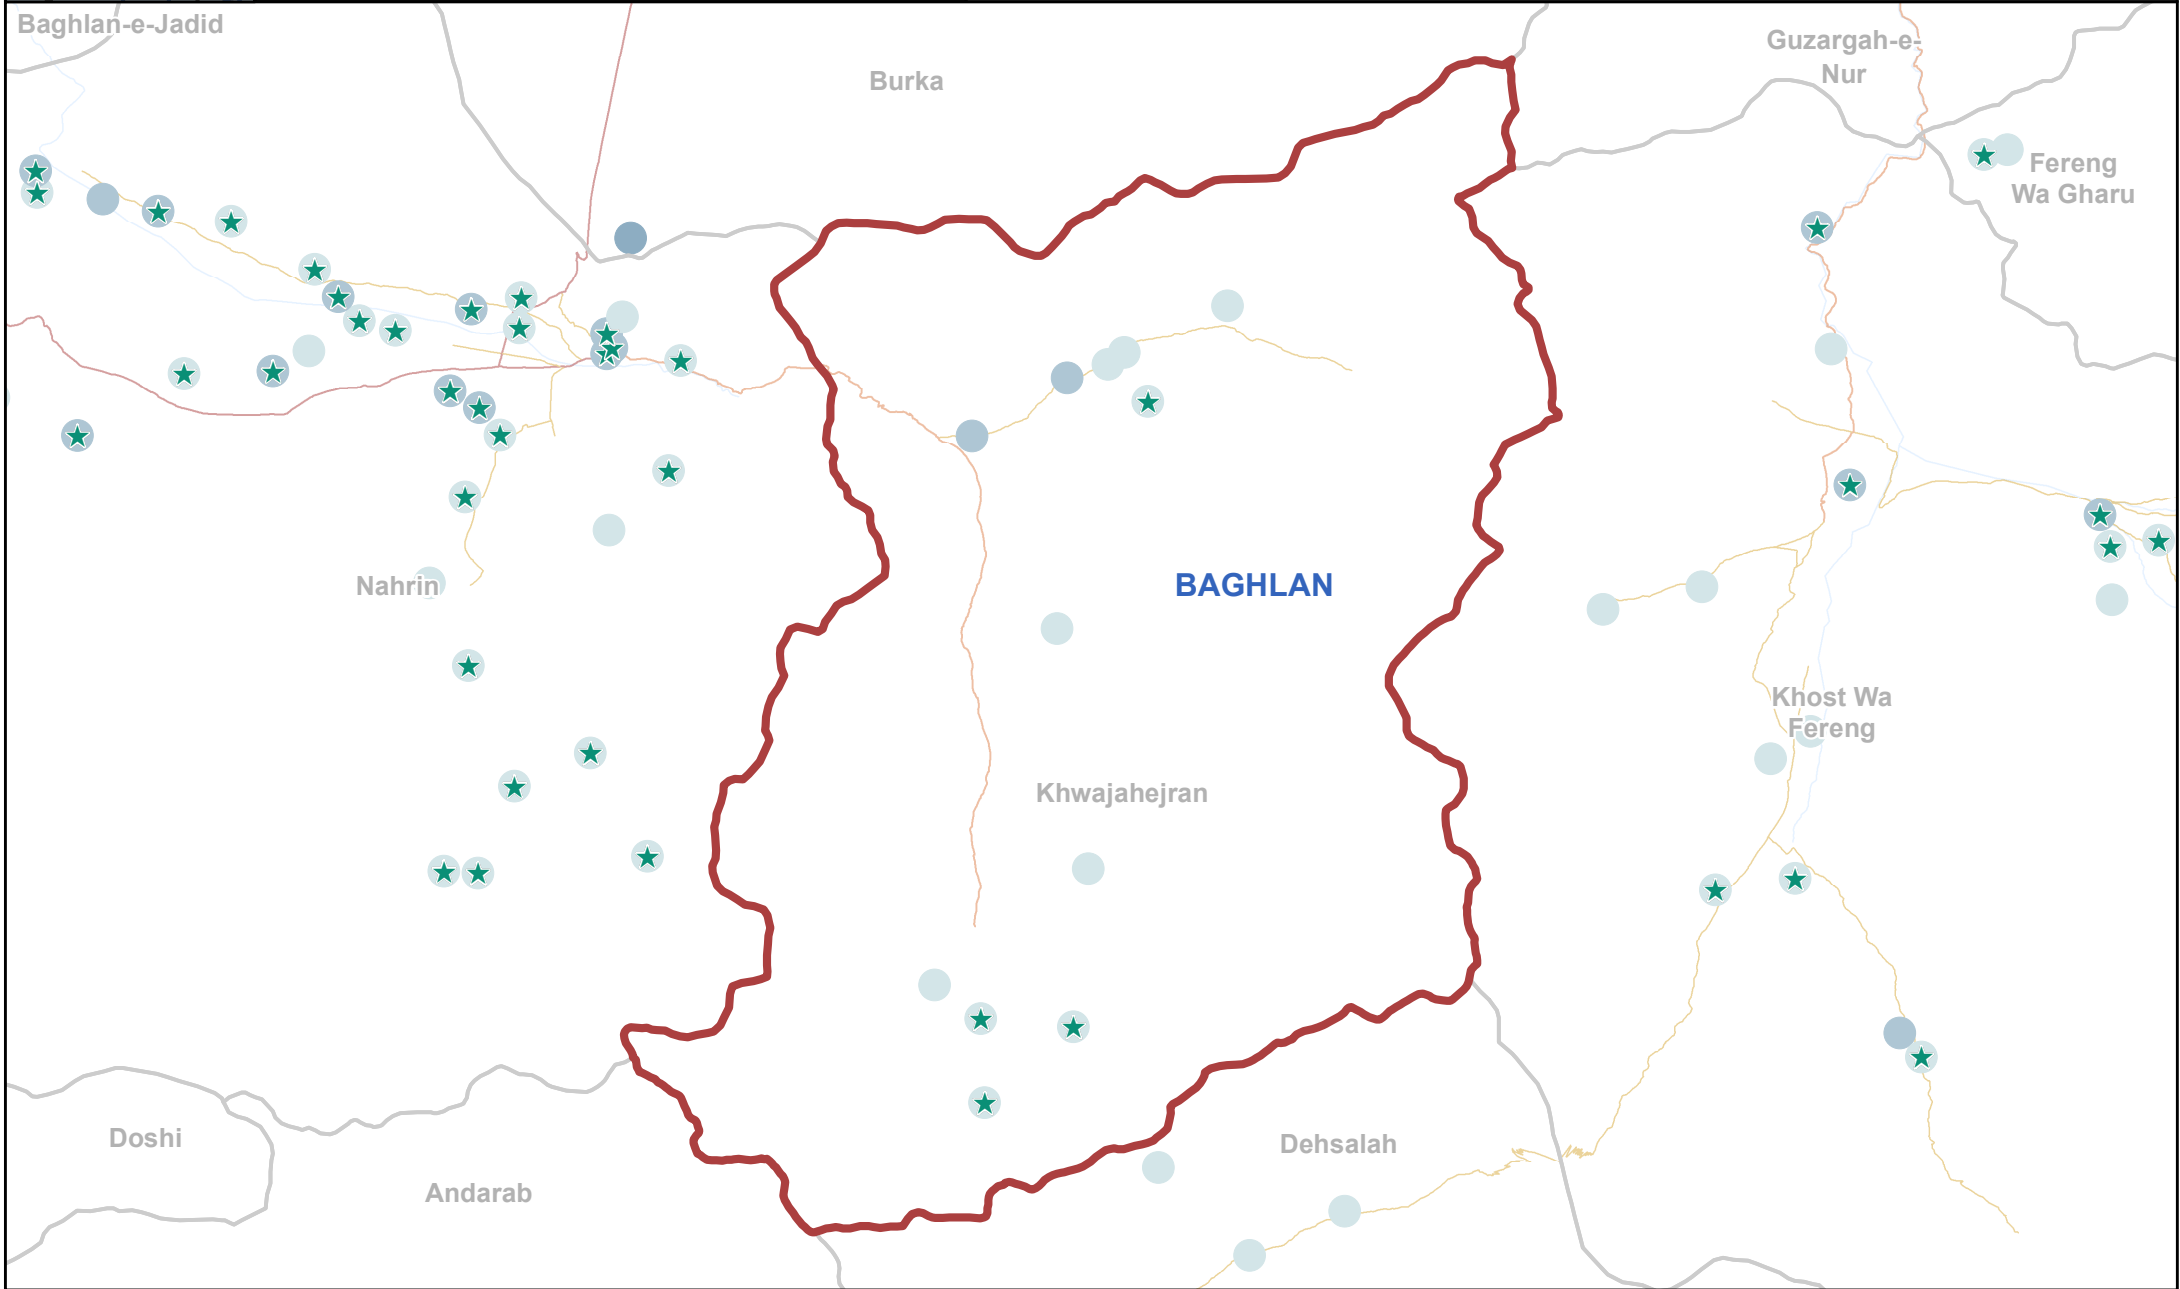 Baghlan-e-Jadid
Burka
Guzargah-e-
Nur
Fereng
Wa Gharu
Nahrin
BAGHLAN
Khost Wa
Fereng
Khwajahejran
Doshi
Dehsalah
Andarab